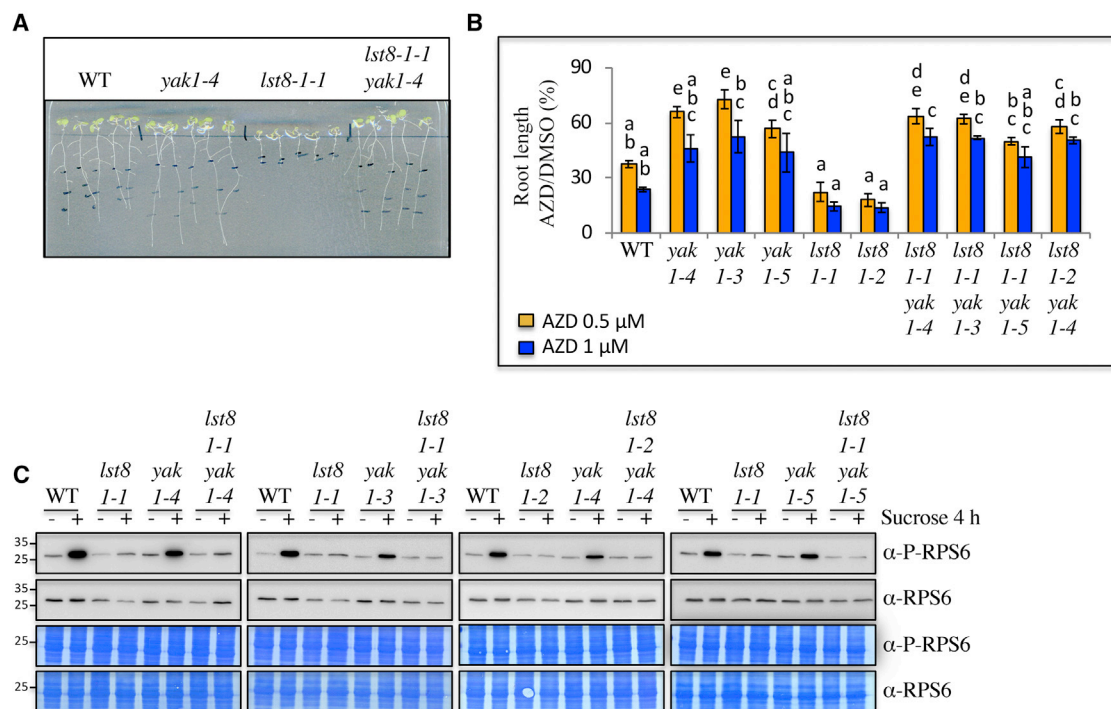 A
WT yak1-4 lst8-1-1 lst8-1-1
yak1-4
B
Root length
AZD/DMSO (%)
90
60
30
0
a
b
a
b
e
a
b
c
e
b
c
c
d
a
b
c
a
a
a
a
d
e
c
d
e
b
c
b
c
a
b
c
c
d
b
c
WT
yak
1-4
yak
1-3
yak
1-5
lst8
1-1
lst8
1-2
lst8
1-1
yak
1-4
lst8
1-1
yak
1-3
lst8
1-1
yak
1-5
lst8
1-2
yak
1-4
AZD 0.5 μM
AZD 1 μM
C
WT
lst8
1-1
yak
1-4
lst8
1-1
yak
1-4
WT
lst8
1-1
yak
1-3
lst8
1-1
yak
1-3
WT
lst8
1-2
yak
1-4
lst8
1-2
yak
1-4
WT
lst8
1-1
yak
1-5
lst8
1-1
yak
1-5
- + - + - + - + - + - + - + - + - + - + - + - + - + - + - + - + Sucrose 4 h
35
25
α-P-RPS6
35
25
α-RPS6
25
α-P-RPS6
25
α-RPS6